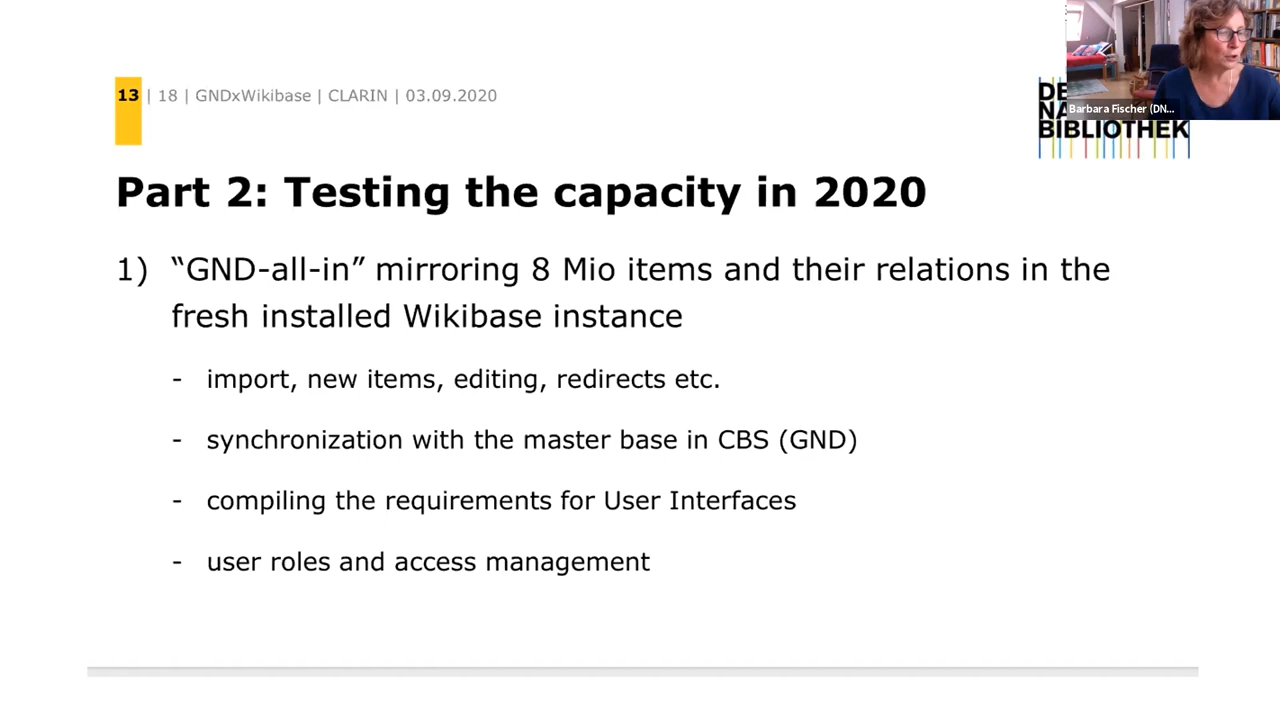 13 | 18 | GNDxWikibase | CLARIN | 03.09.2020
DE
NA
BIBLIOTHEK
Barbara Fischer (DN...
Part 2: Testing the capacity in 2020
1) “GND-all-in” mirroring 8 Mio items and their relations in the
fresh installed Wikibase instance
- import, new items, editing, redirects etc.
- synchronization with the master base in CBS (GND)
- compiling the requirements for User Interfaces
- user roles and access management